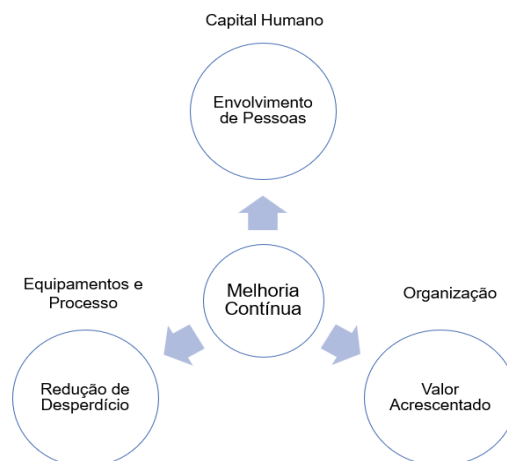 Capital Humano
Envolvimento
de Pessoas
Melhoria
Contínua
Equipamentos e
Processo
Redução de
Desperdício
Organização
Valor
Acrescentado